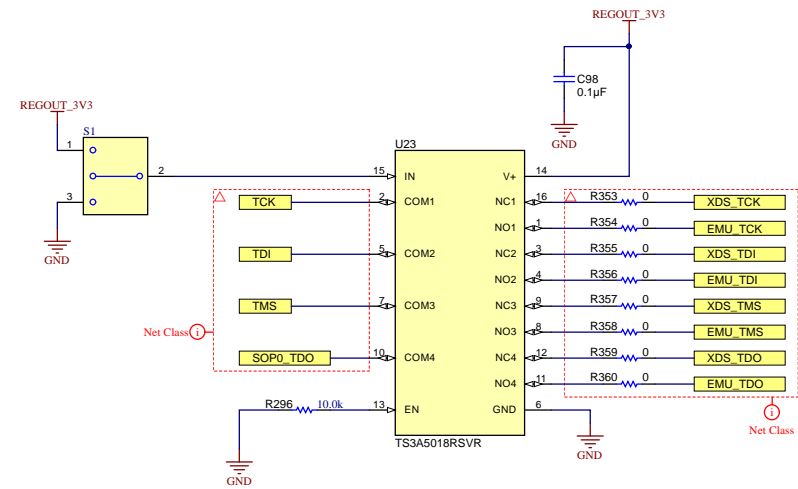 REGOUT_3V3
C98
0.1µF
GND
REGOUT_3V3
S1
1
2
3
GND
U23
15 IN V+ 14
TCK 2 COM1 NC1 16 R353 0 XDS_TCK
NO1 1 R354 0 EMU_TCK
TDI 5 COM2 NC2 3 R355 0 XDS_TDI
NO2 4 R356 0 EMU_TDI
TMS 7 COM3 NC3 9 R357 0 XDS_TMS
Net Class i
NO3 8 R358 0 EMU_TMS
SOP0_TDO 10 COM4 NC4 12 R359 0 XDS_TDO
NO4 11 R360 0 EMU_TDO
R296 10.0k 13 EN GND 6
i
Net Class
TS3A5018RSVR
GND
GND